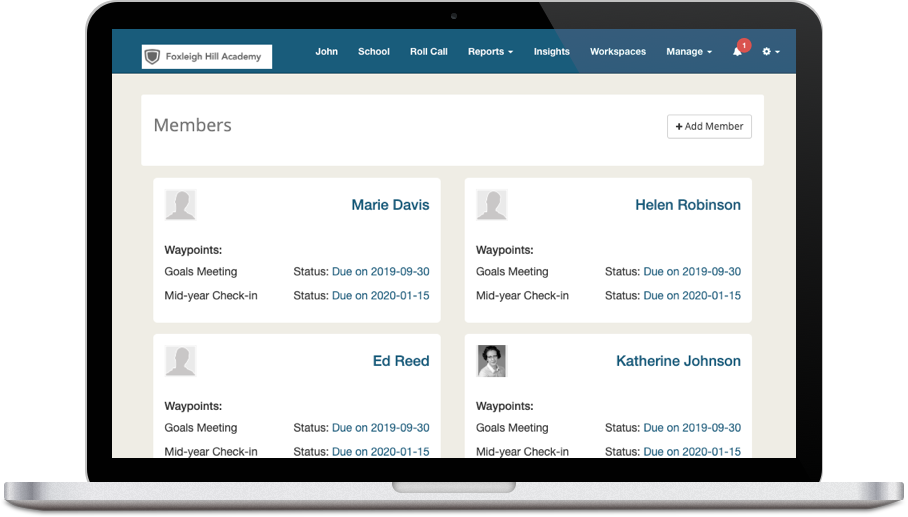 Foxleigh Hill Academy John School Roll Call Reports Insights Workspaces Manage 1
Members
+ Add Member
Marie Davis
Waypoints:
Goals Meeting Status: Due on 2019-09-30
Mid-year Check-in Status: Due on 2020-01-15
Helen Robinson
Waypoints:
Goals Meeting Status: Due on 2019-09-30
Mid-year Check-in Status: Due on 2020-01-15
Ed Reed
Waypoints:
Goals Meeting Status: Due on 2019-09-30
Mid-year Check-in Status: Due on 2020-01-15
Katherine Johnson
Waypoints:
Goals Meeting Status: Due on 2019-09-30
Mid-year Check-in Status: Due on 2020-01-15